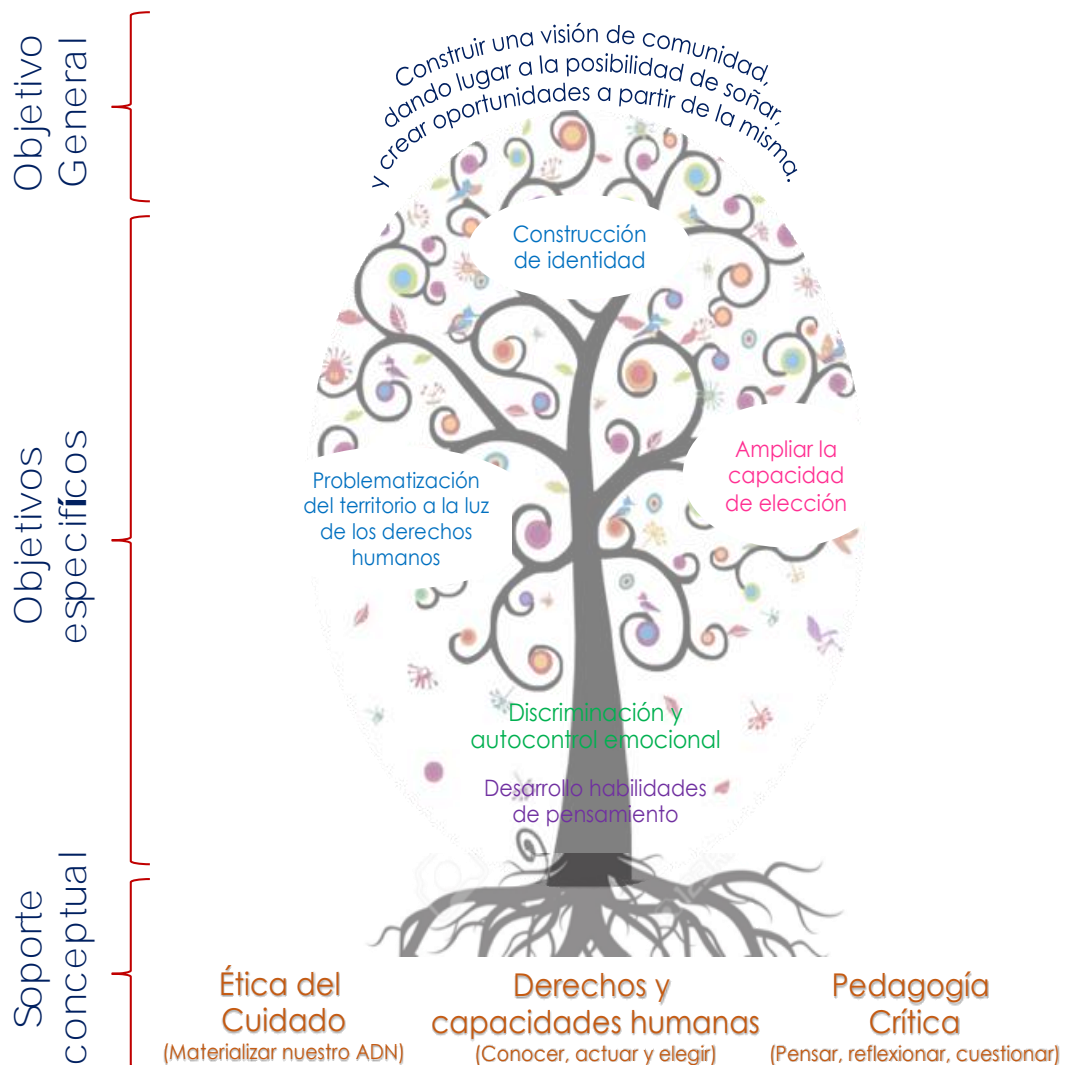 Objetivo
General
Construir una visión de comunidad,
dando lugar a la posibilidad de soñar,
y crear oportunidades a partir de la misma.
Objetivos
específicos
Construcción
de identidad
Ampliar la
capacidad
de elección
Problematización
del territorio a la luz
de los derechos
humanos
Discriminación y
autocontrol emocional
Desarrollo habilidades
de pensamiento
Soporte
conceptual
Ética del
Cuidado
(Materializar nuestro ADN)
Derechos y
capacidades humanas
(Conocer, actuar y elegir)
Pedagogía
Crítica
(Pensar, reflexionar, cuestionar)